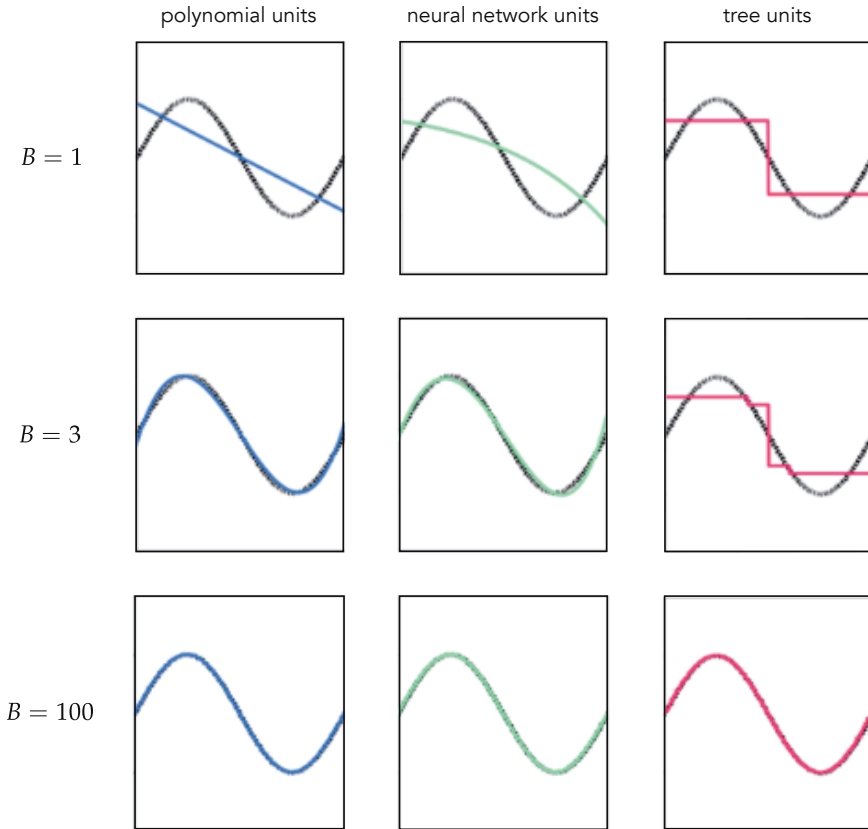 polynomial units neural network units tree units
B = 1
B = 3
B = 100